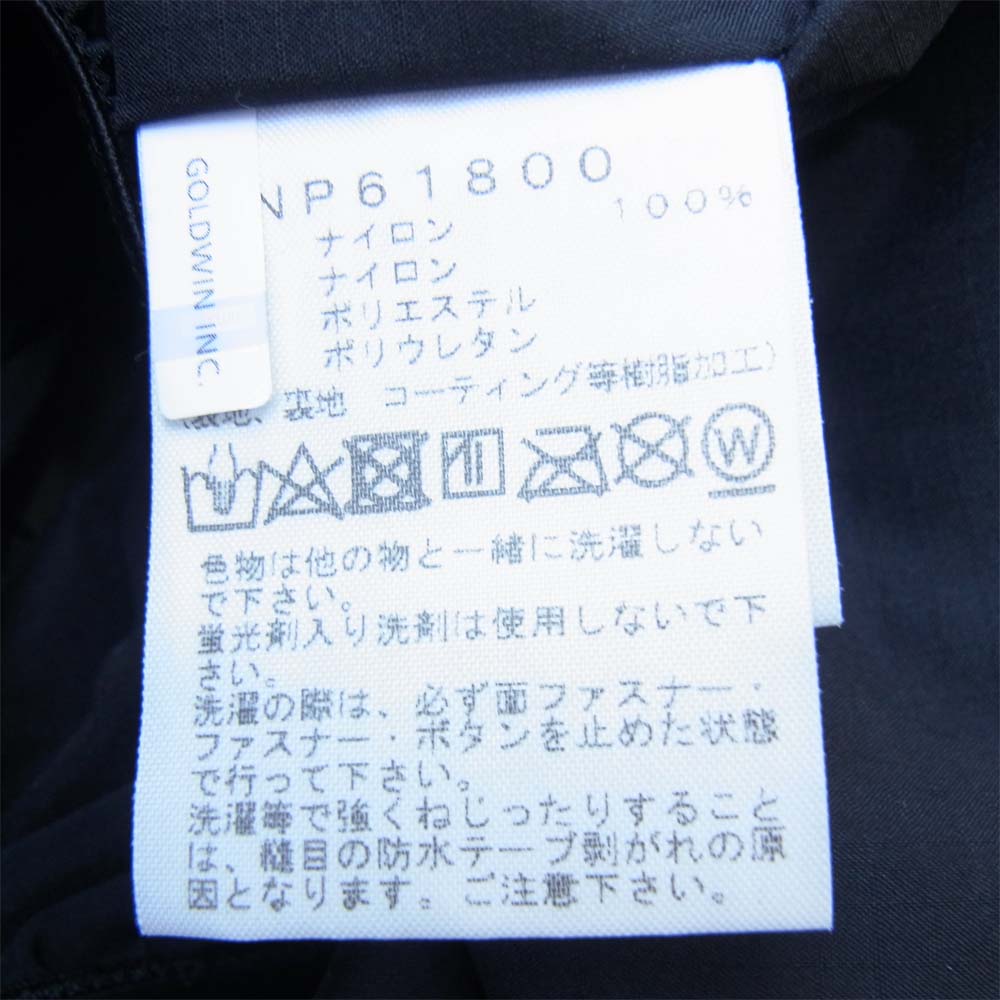 GOLDWIN INC.
NP61800
100%
ナイロン
ナイロン
ポリエステル
ポリウレタン
(表地、裏地 コーティング等樹脂加工)
W
色物は他の物と一緒に洗濯しない
で下さい。
蛍光剤入り洗剤は使用しないで下
さい。
洗濯の際は、必ず面ファスナー・
ファスナー・ボタンを止めた状態
で行って下さい。
洗濯等で強くねじったりすること
は、縫目の防水テープ剥がれの原
因となります。ご注意下さい。